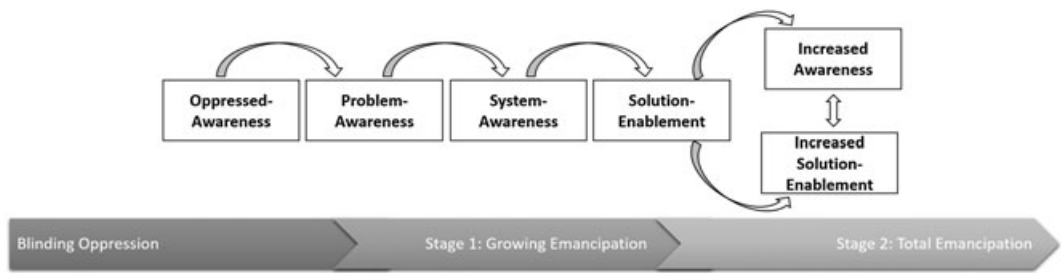 Oppressed-
Awareness
Problem-
Awareness
System-
Awareness
Solution-
Enablement
Increased
Awareness
Increased
Solution-
Enablement
Blinding Oppression
Stage 1: Growing Emancipation
Stage 2: Total Emancipation